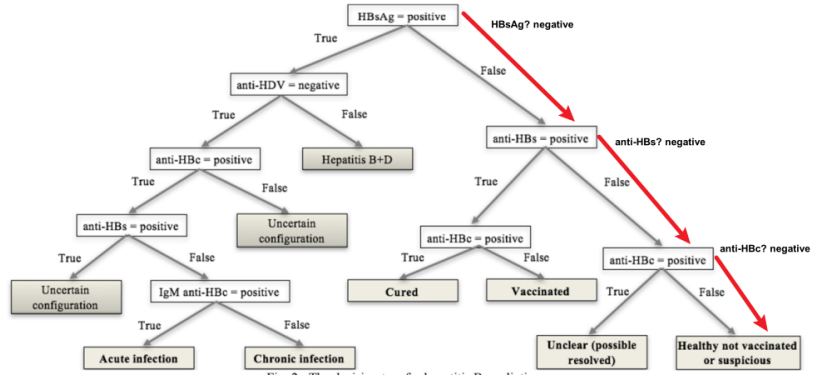 HBsAg = positive
HBsAg? negative
True
False
anti-HDV = negative
True
False
anti-HBs = positive
anti-HBs? negative
anti-HBc = positive
Hepatitis B+D
True
False
True
False
anti-HBs = positive
Uncertain
configuration
anti-HBc = positive
anti-HBc? negative
anti-HBc = positive
True
False
True
False
Uncertain
configuration
IgM anti-HBc = positive
Cured
Vaccinated
True
False
True
False
Acute infection
Chronic infection
Unclear (possible
resolved)
Healthy not vaccinated
or suspicious